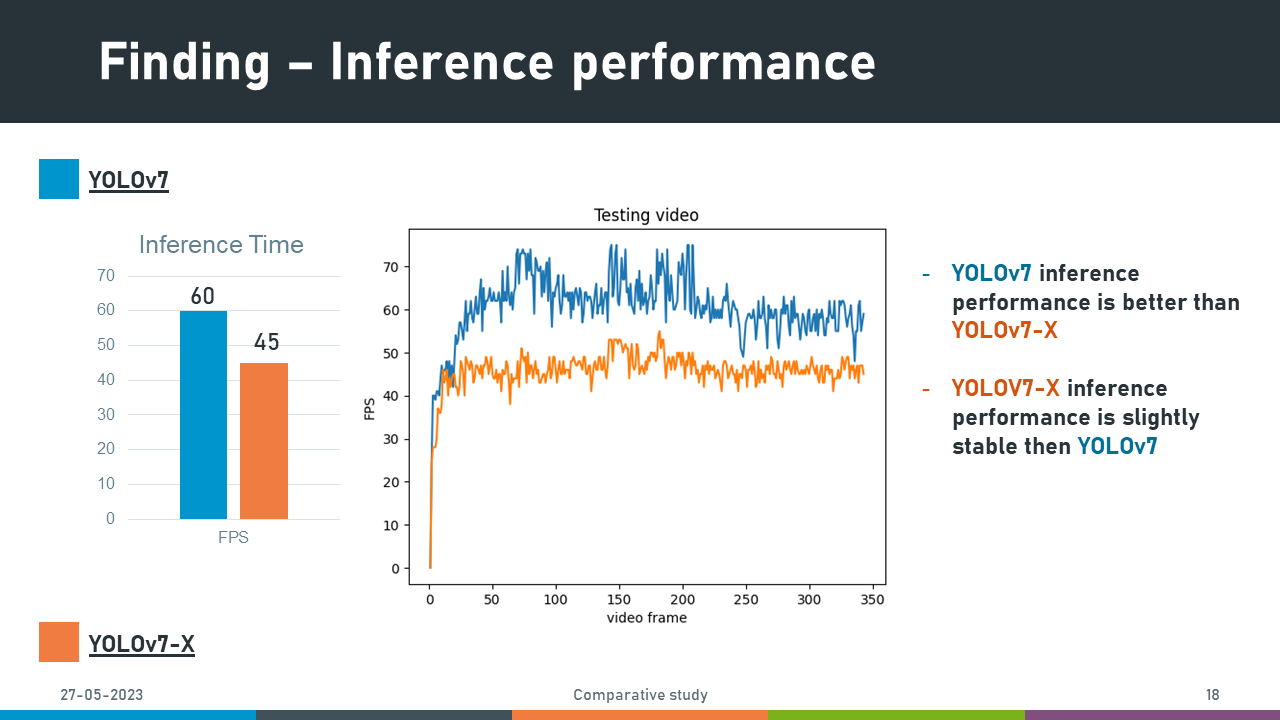 Finding – Inference performance
YOLOv7
Inference Time
70
60
50
40
30
20
10
0
60
45
FPS
Testing video
FPS
70
60
50
40
30
20
10
0
0 50 100 150 200 250 300 350
video frame
- YOLOv7 inference
performance is better than
YOLOv7-X
- YOLOV7-X inference
performance is slightly
stable then YOLOv7
YOLOv7-X
27-05-2023
Comparative study
18